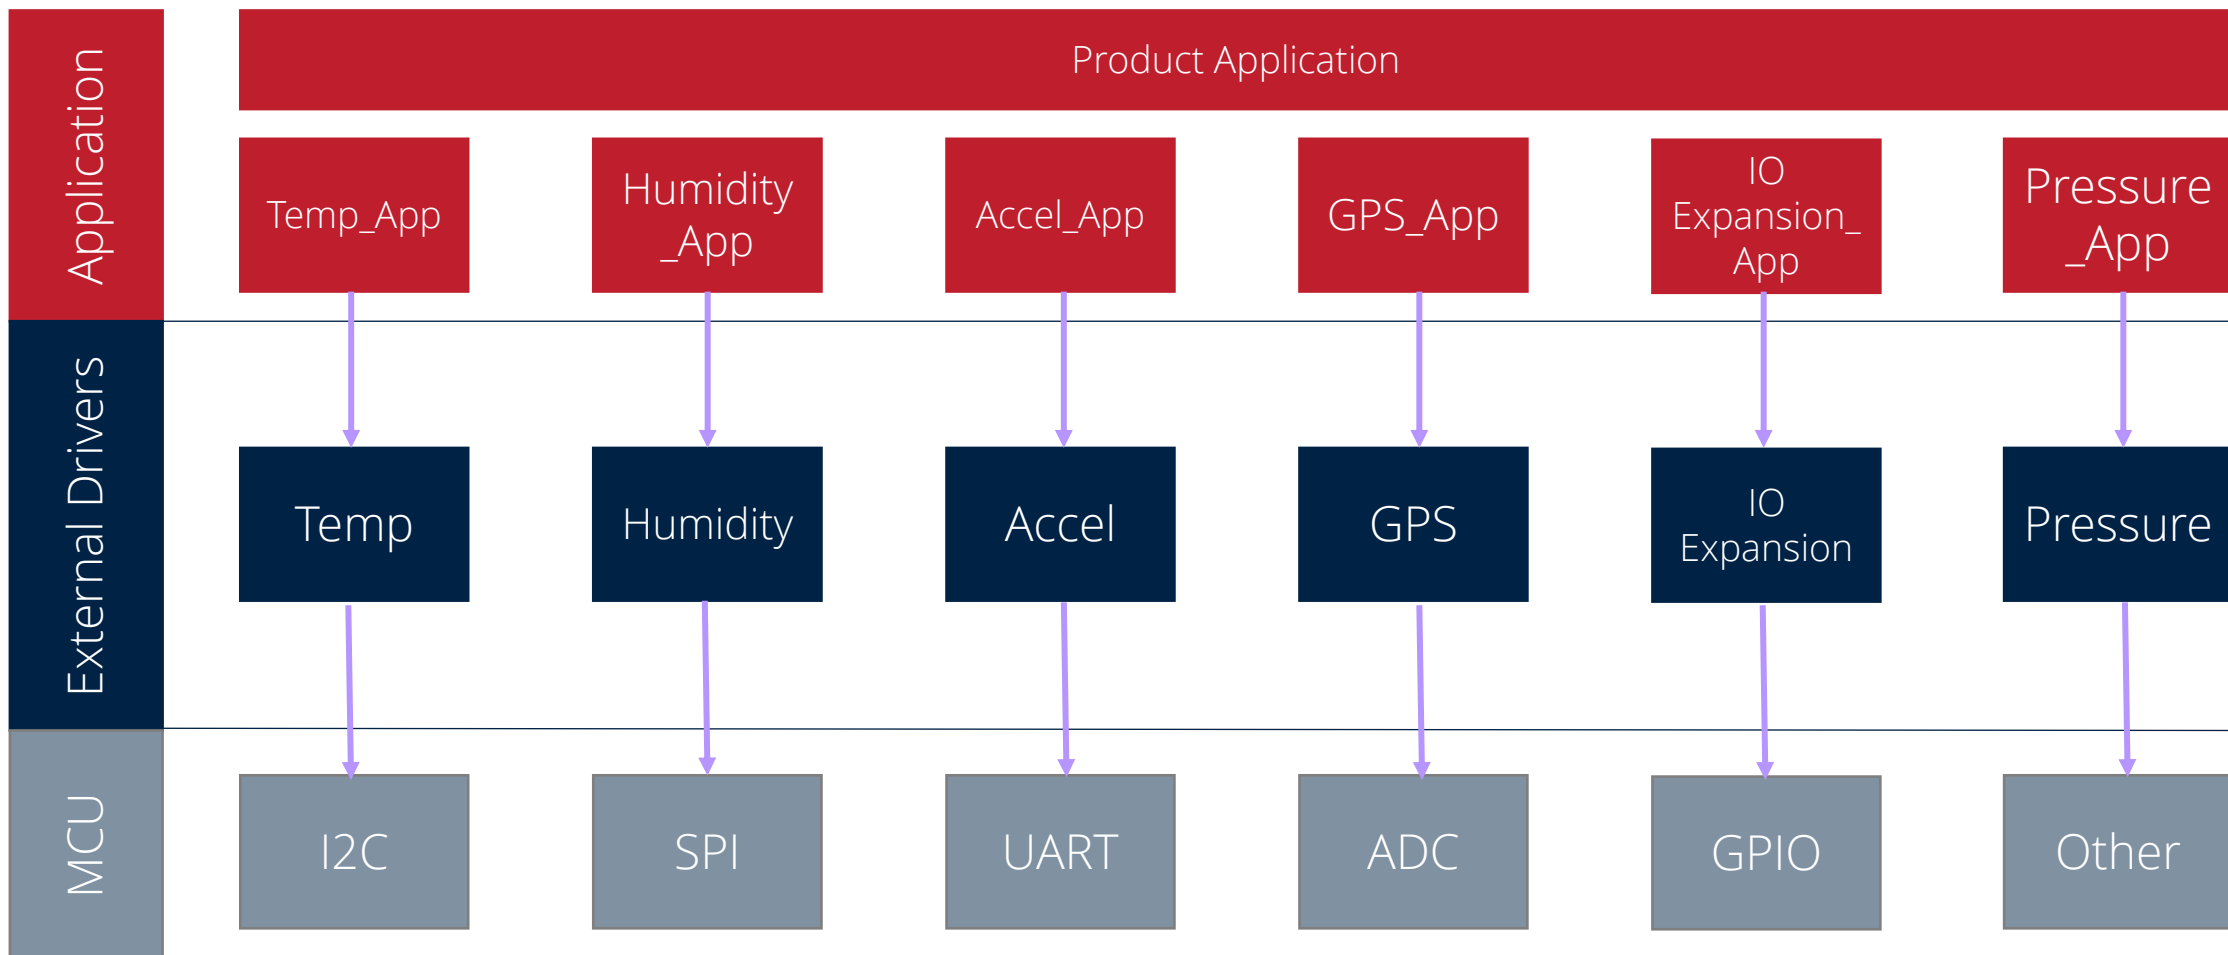 Application
Product Application
Temp_App
Humidity
_App
Accel_App
GPS_App
IO
Expansion_
App
Pressure
_App
External Drivers
Temp
Humidity
Accel
GPS
IO
Expansion
Pressure
MCU
I2C
SPI
UART
ADC
GPIO
Other